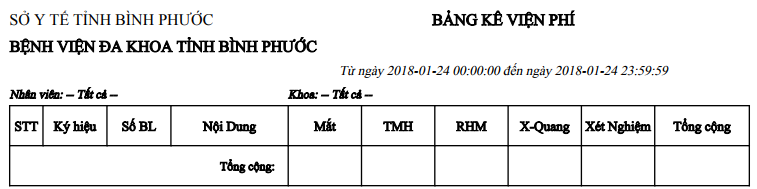 SỞ Y TẾ TỈNH BÌNH PHƯỚC BẢNG KÊ VIỆN PHÍ
BỆNH VIỆN ĐA KHOA TỈNH BÌNH PHƯỚC
Từ ngày 2018-01-24 00:00:00 đến ngày 2018-01-24 23:59:59
Nhân viên: -- Tất cả -- Khoa: -- Tất cả --
STT Ký hiệu Số BL Nội Dung Mắt TMH RHM X-Quang Xét Nghiệm Tổng cộng
Tổng cộng: